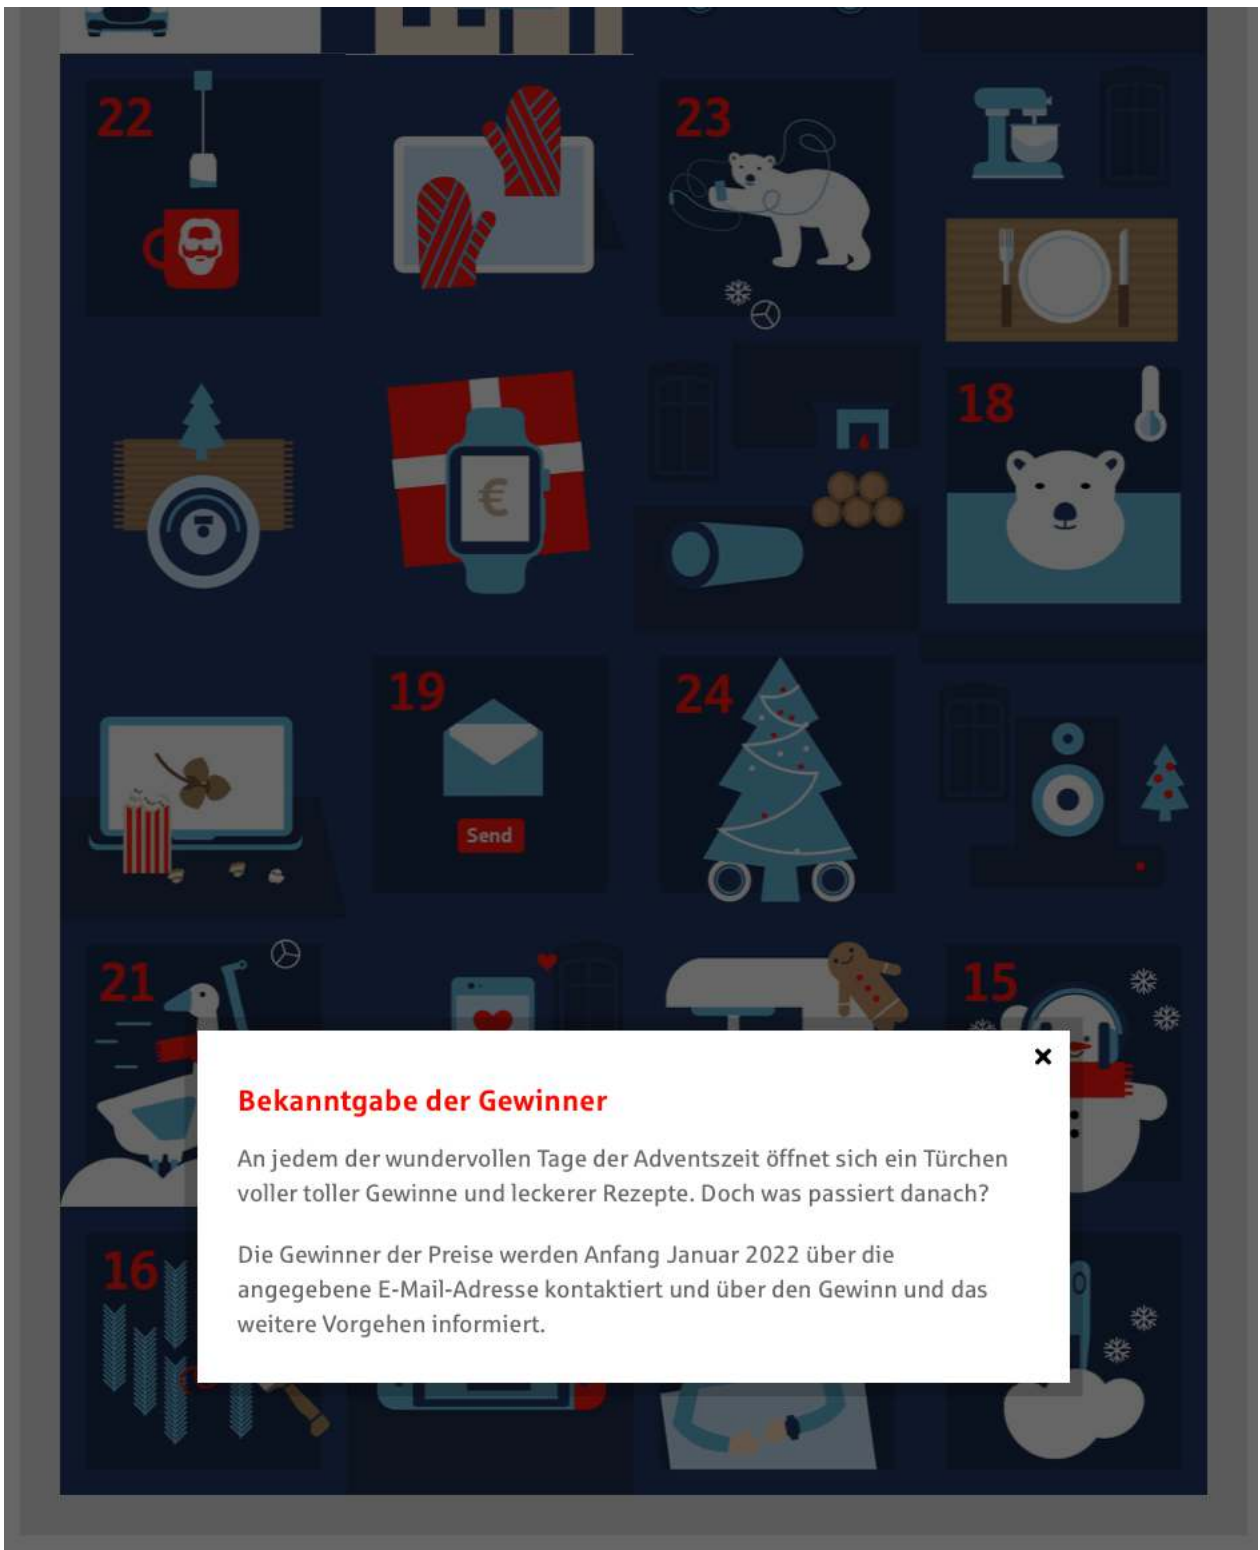 22
23
€
18
19
24
Send
21
15
Bekanntgabe der Gewinner
An jedem der wundervollen Tage der Adventszeit öffnet sich ein Türchen
voller toller Gewinne und leckerer Rezepte. Doch was passiert danach?
Die Gewinner der Preise werden Anfang Januar 2022 über die
angegebene E-Mail-Adresse kontaktiert und über den Gewinn und das
weitere Vorgehen informiert.
16